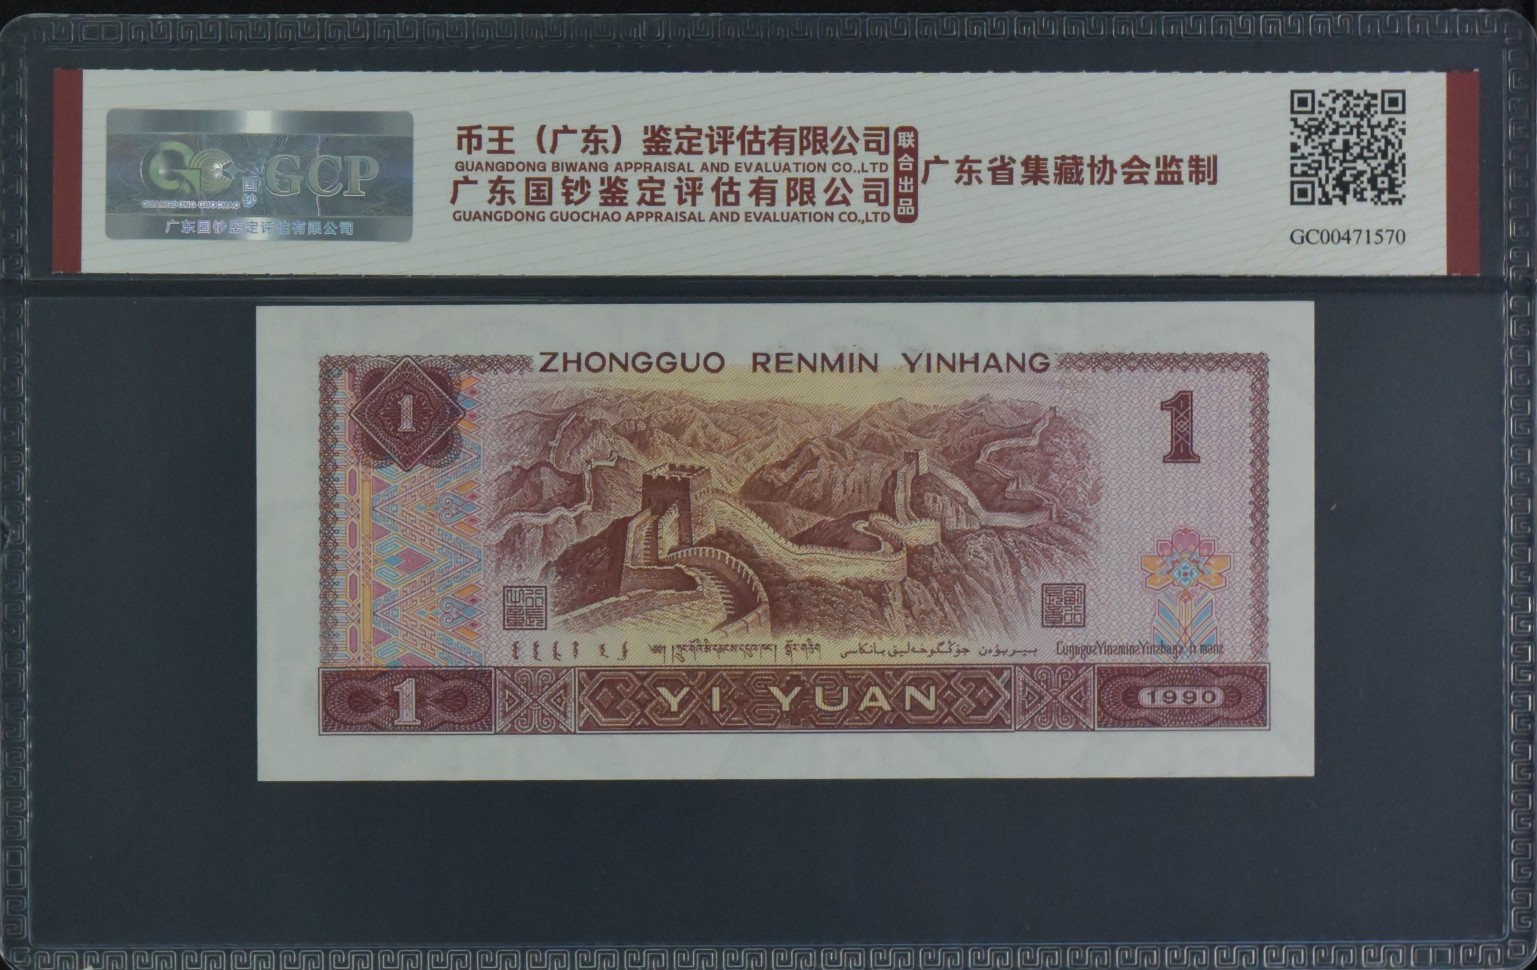 GCP
GUANGDONG GUOCHAO
国钞
广东国钞鉴定评估有限公司
币王（广东）鉴定评估有限公司
GUANGDONG BIWANG APPRAISAL AND EVALUATION CO.,LTD
广东国钞鉴定评估有限公司
GUANGDONG GUOCHAO APPRAISAL AND EVALUATION CO.,LTD
联合出品
广东省集藏协会监制
GC00471570
ZHONGGUO RENMIN YINHANG
1
1
1
YI YUAN
1990